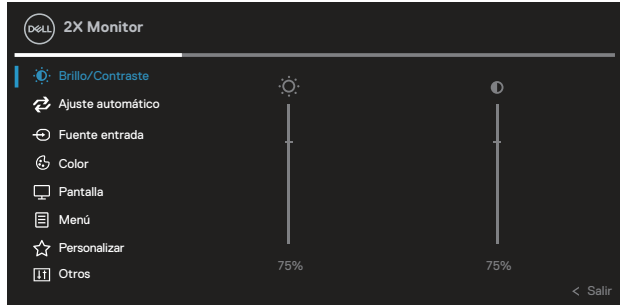 DELL 2X Monitor
Brillo/Contraste
Ajuste automático
Fuente entrada
Color
Pantalla
Menú
Personalizar
Otros
75% 75%
< Salir